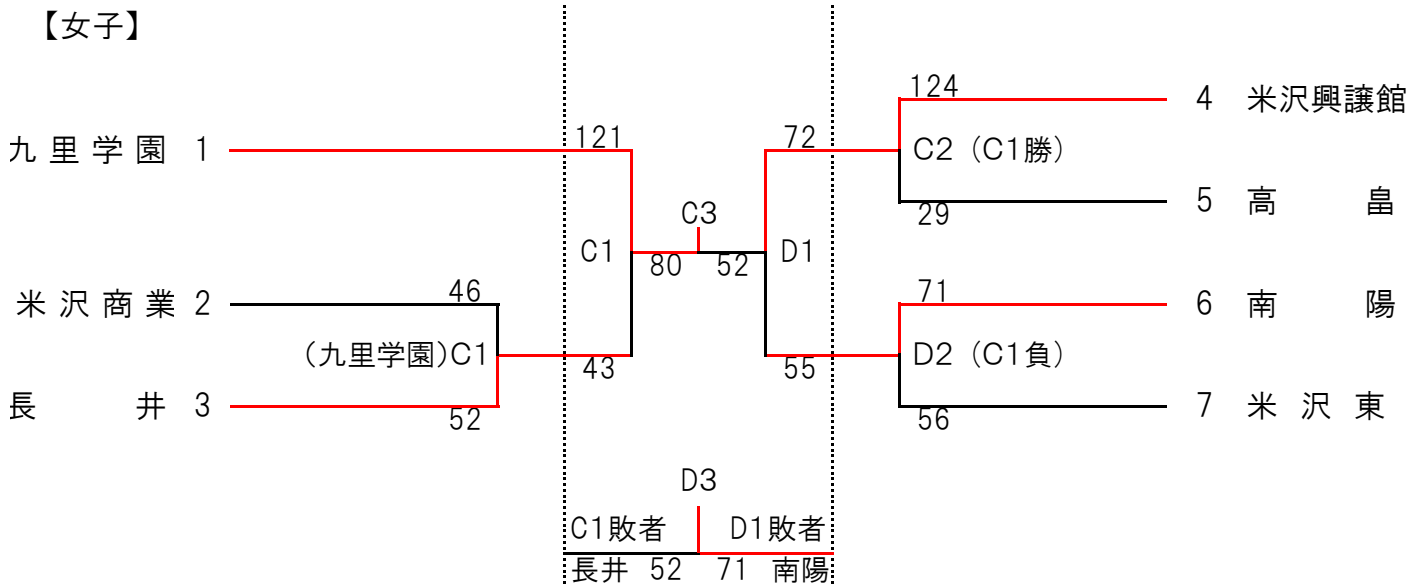 【女子】
124
4 米沢興譲館
九里学園 1
121
72
C2 (C1勝)
29
5 高畠
C3
C1
80
52
D1
米沢商業 2
46
71
6 南陽
(九里学園)C1
43
55
D2 (C1負)
長井 3
52
56
7 米沢東
D3
C1敗者 D1敗者
長井 52 71 南陽